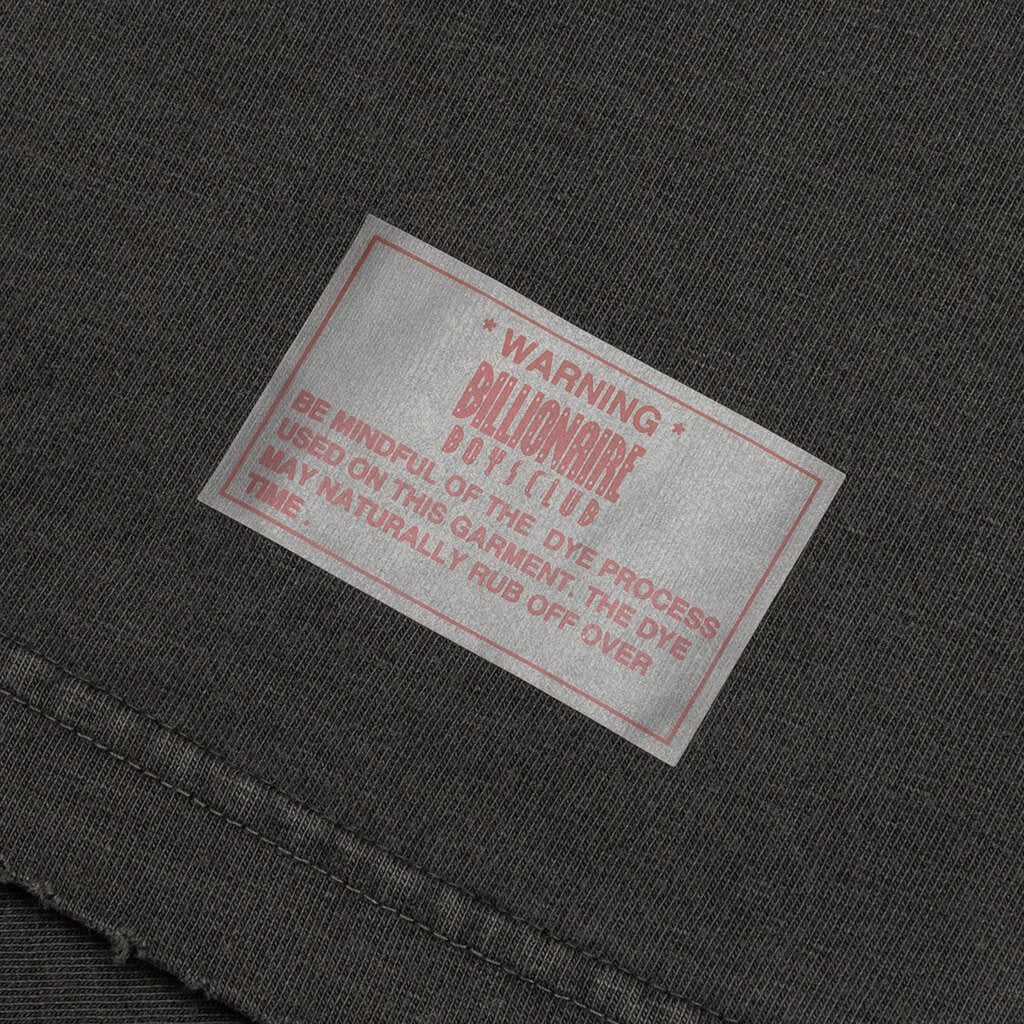 * WARNING *
BILLIONAIRE
BOYS CLUB
BE MINDFUL OF THE DYE PROCESS
USED ON THIS GARMENT. THE DYE
MAY NATURALLY RUB OFF OVER
TIME.